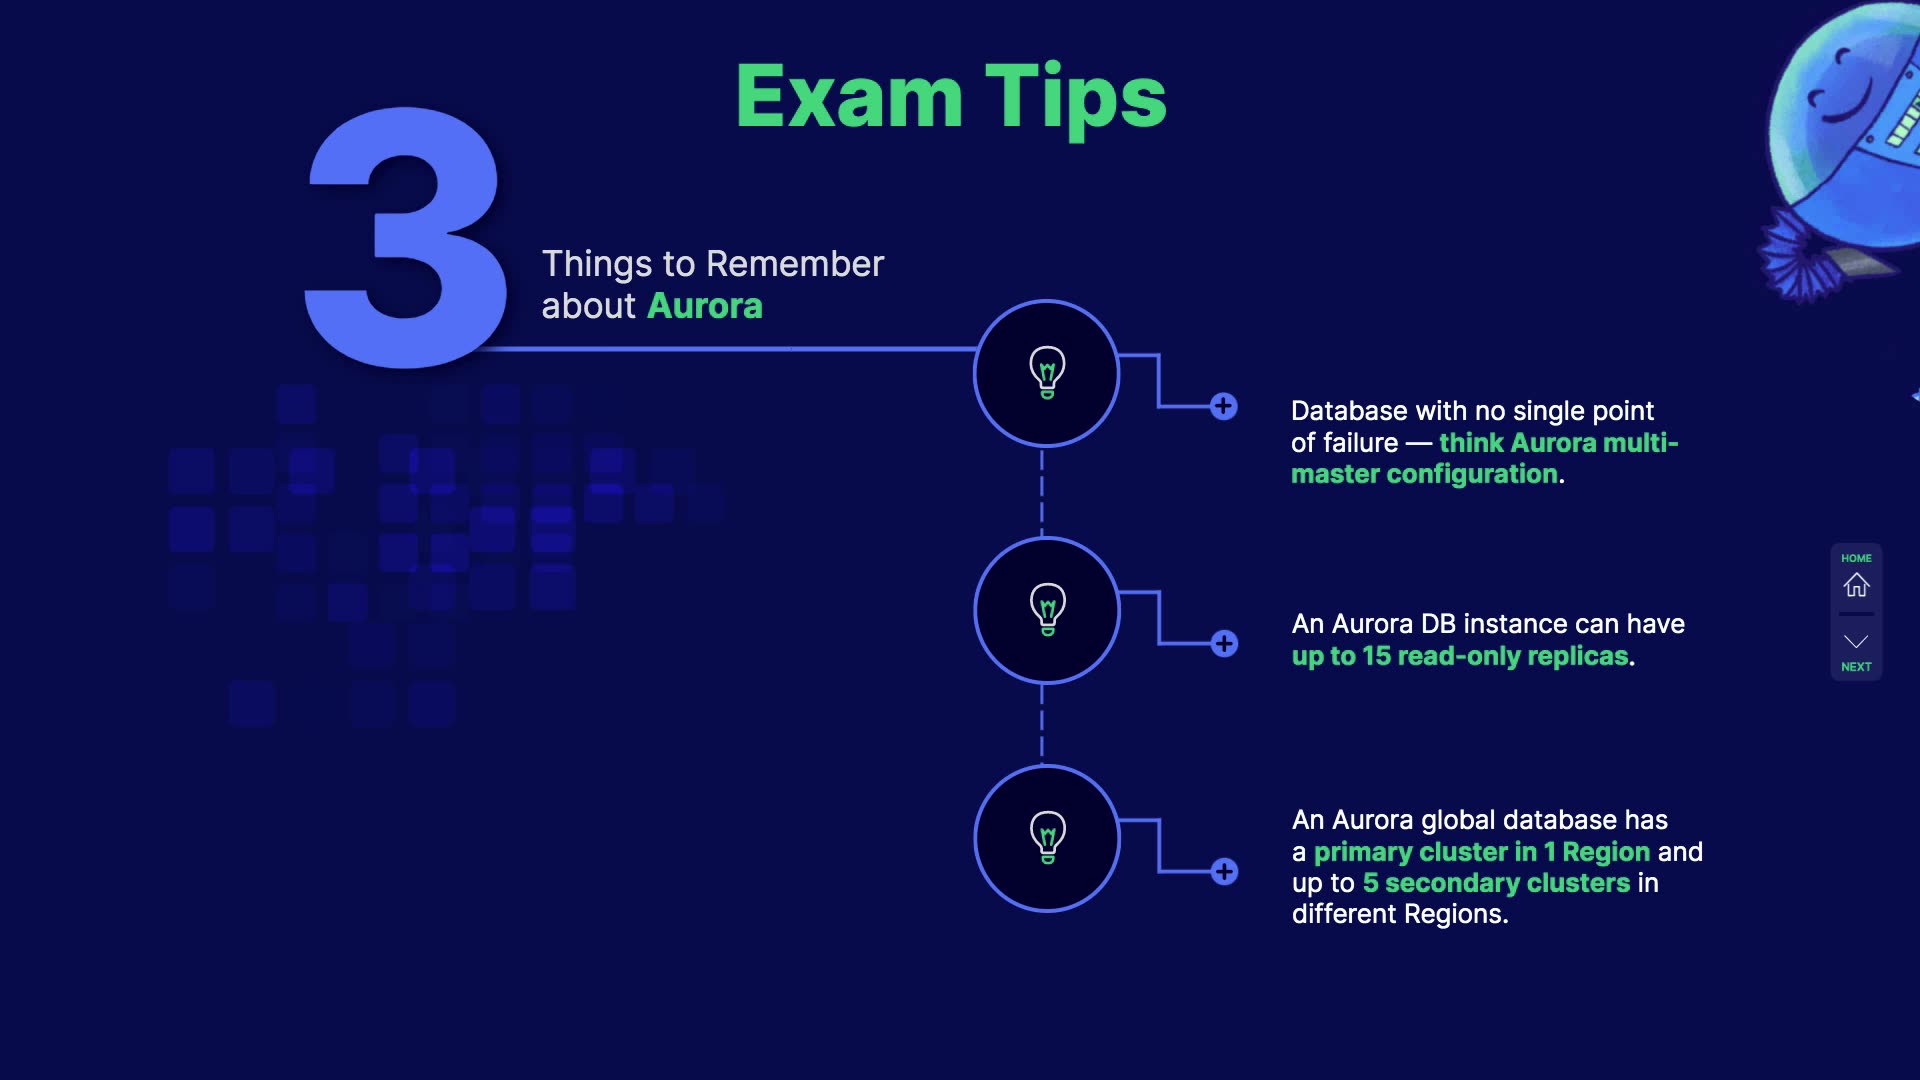 Exam Tips
3
Things to Remember
about Aurora
Database with no single point
of failure — think Aurora multi-
master configuration.
An Aurora DB instance can have
up to 15 read-only replicas.
An Aurora global database has
a primary cluster in 1 Region and
up to 5 secondary clusters in
different Regions.
HOME
NEXT